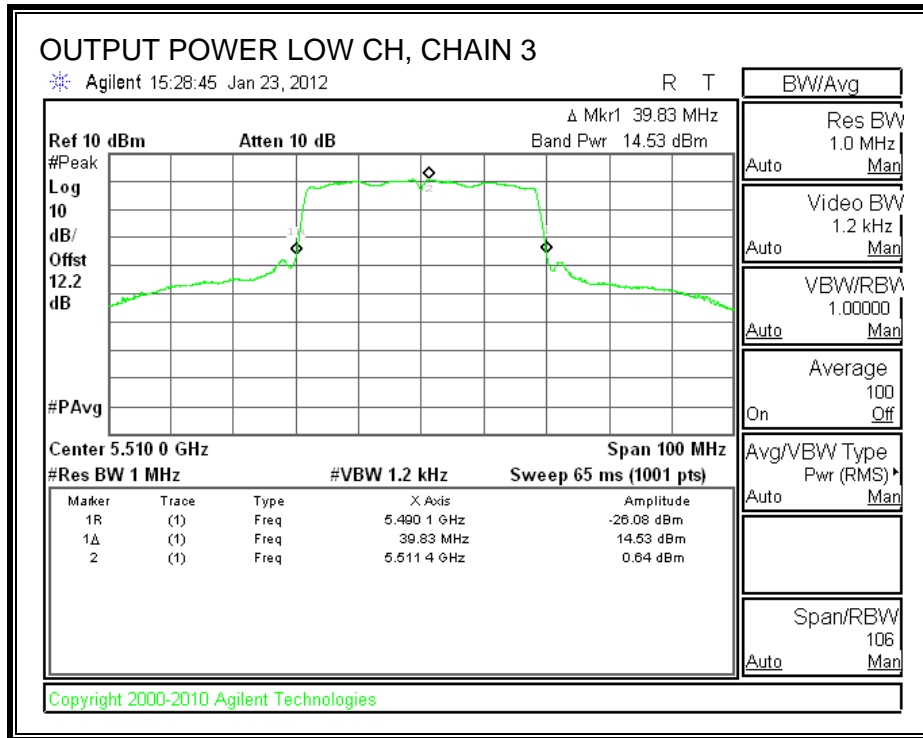 OUTPUT POWER LOW CH, CHAIN 3
Agilent 15:28:45 Jan 23, 2012 R T
Δ Mkr1 39.83 MHz
Ref 10 dBm Atten 10 dB Band Pwr 14.53 dBm
#Peak
Log
10
dB/
Offst
12.2
dB
#PAvg
1R
2
1
Center 5.510 0 GHz Span 100 MHz
#Res BW 1 MHz #VBW 1.2 kHz Sweep 65 ms (1001 pts)
Marker Trace Type X Axis Amplitude
1R (1) Freq 5.490 1 GHz -26.08 dBm
1Δ (1) Freq 39.83 MHz 14.53 dBm
2 (1) Freq 5.511 4 GHz 0.64 dBm
BW/Avg
Res BW
1.0 MHz
Auto Man
Video BW
1.2 kHz
Auto Man
VBW/RBW
1.00000
Auto Man
Average
100
On Off
Avg/VBW Type
Pwr (RMS)
Auto Man
Span/RBW
106
Auto Man
Copyright 2000-2010 Agilent Technologies